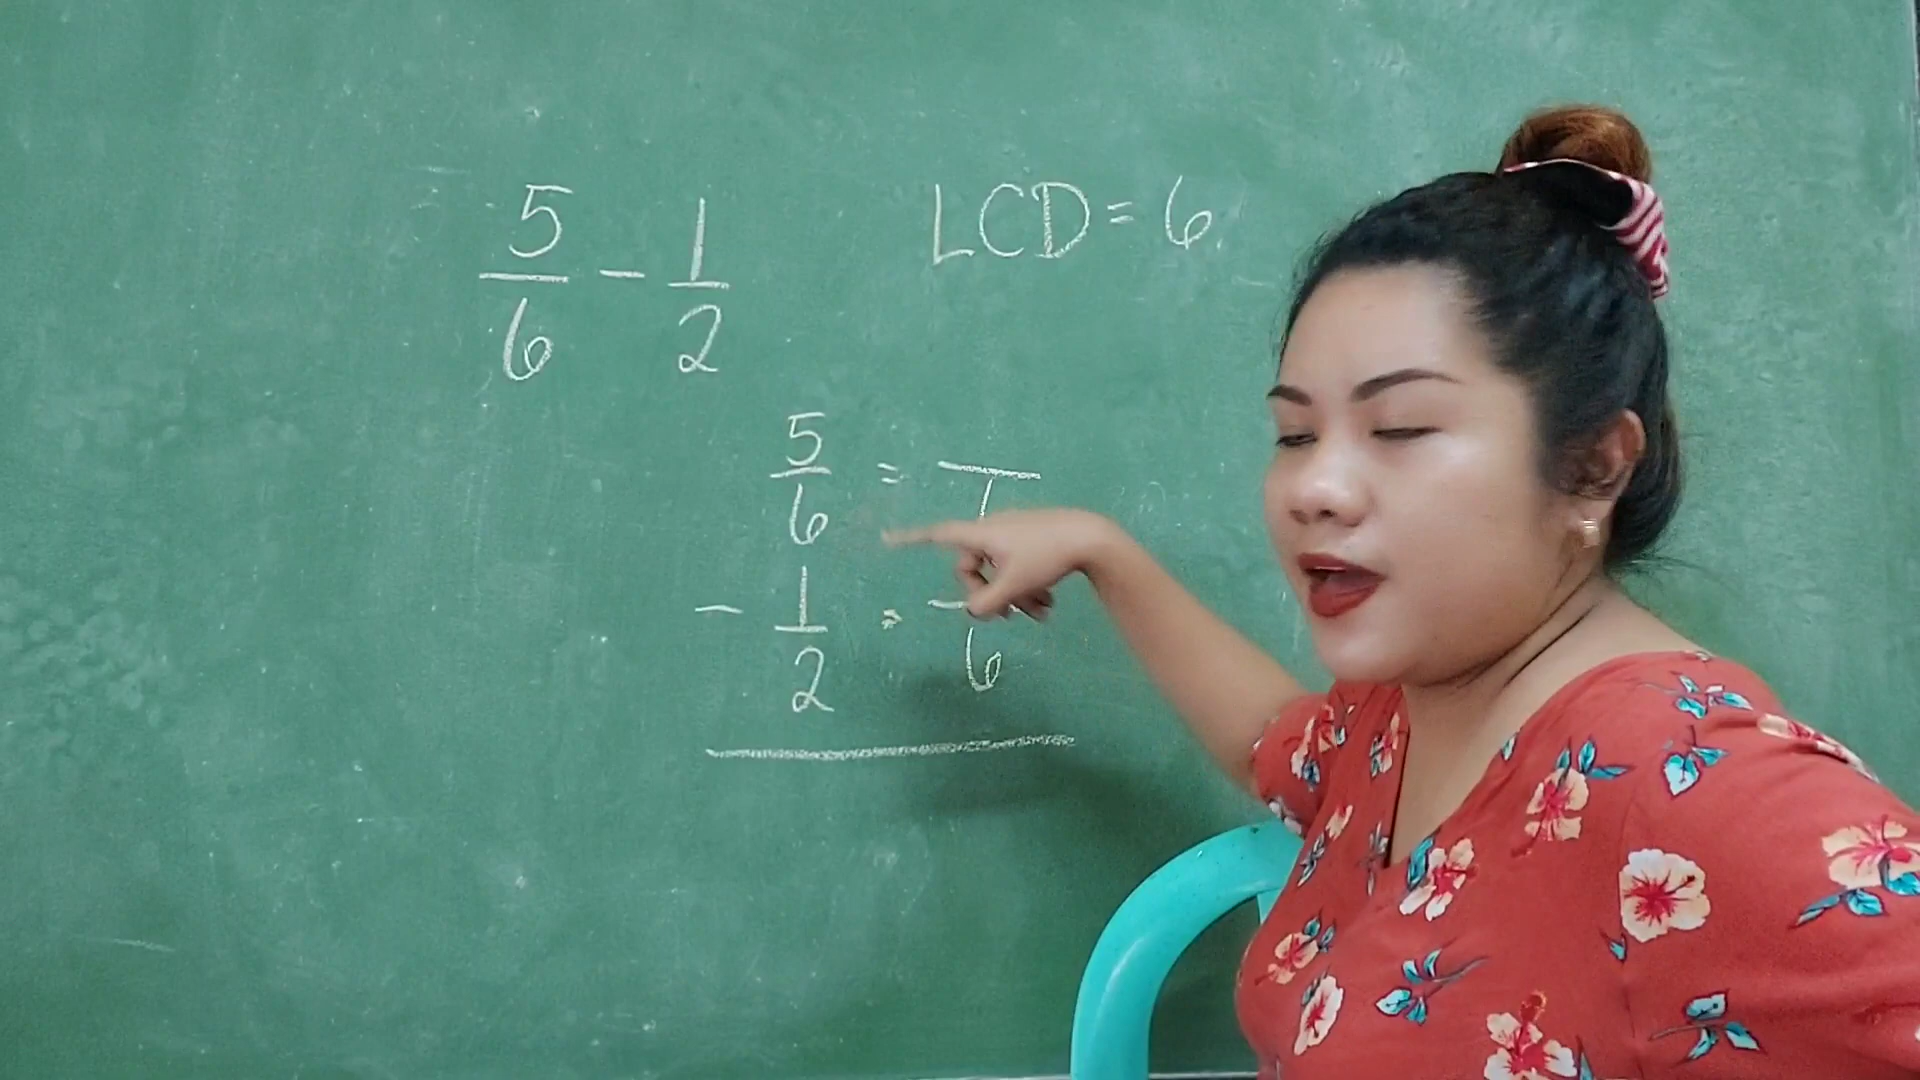 5/6 - 1/2
LCD = 6
5/6 =
- 1/2 = /6